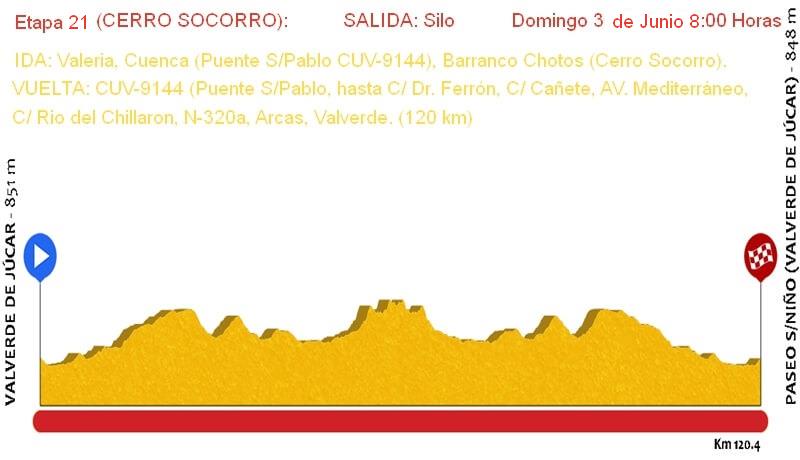 Etapa 21 (CERRO SOCORRO): SALIDA: Silo Domingo 3 de Junio 8:00 Horas
IDA: Valeria, Cuenca (Puente S/Pablo CUV-9144), Barranco Chotos (Cerro Socorro).
VUELTA: CUV-9144 (Puente S/Pablo, hasta C/ Dr. Ferrón, C/ Cañete, AV. Mediterráneo,
C/ Rio del Chillaron, N-320a, Arcas, Valverde. (120 km)
VALVERDE DE JÚCAR - 851 m
PASEO S/NIÑO (VALVERDE DE JÚCAR) - 848 m
Km 120.4